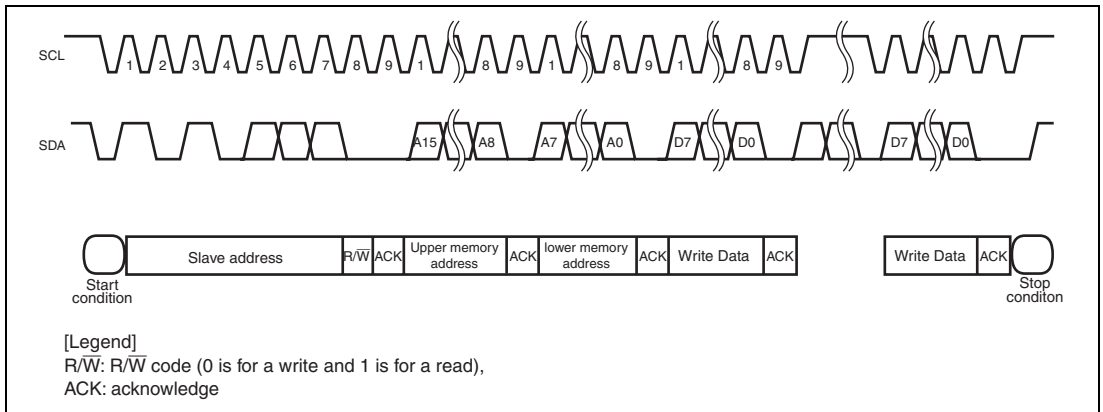 SCL
1 2 3 4 5 6 7 8 9 1 8 9 1 8 9 1 8 9
SDA
A15 A8 A7 A0 D7 D0 D7 D0
Slave address R/W̅ ACK Upper memory address ACK lower memory address ACK Write Data ACK Write Data ACK
Start
condition
Stop
conditon
[Legend]
R/W̅: R/W̅ code (0 is for a write and 1 is for a read),
ACK: acknowledge